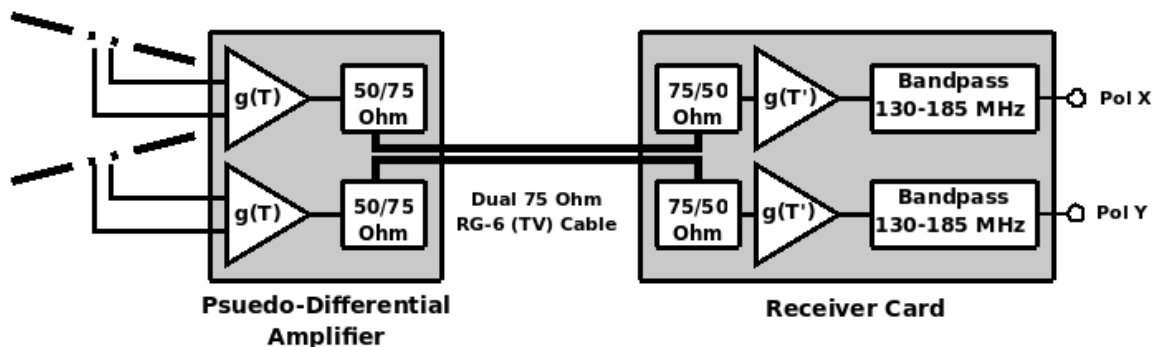 g(T)
50/75
Ohm
75/50
Ohm
g(T')
Bandpass
130-185 MHz
Pol X
g(T)
50/75
Ohm
Dual 75 Ohm
RG-6 (TV) Cable
75/50
Ohm
g(T')
Bandpass
130-185 MHz
Pol Y
Psuedo-Differential
Amplifier
Receiver Card